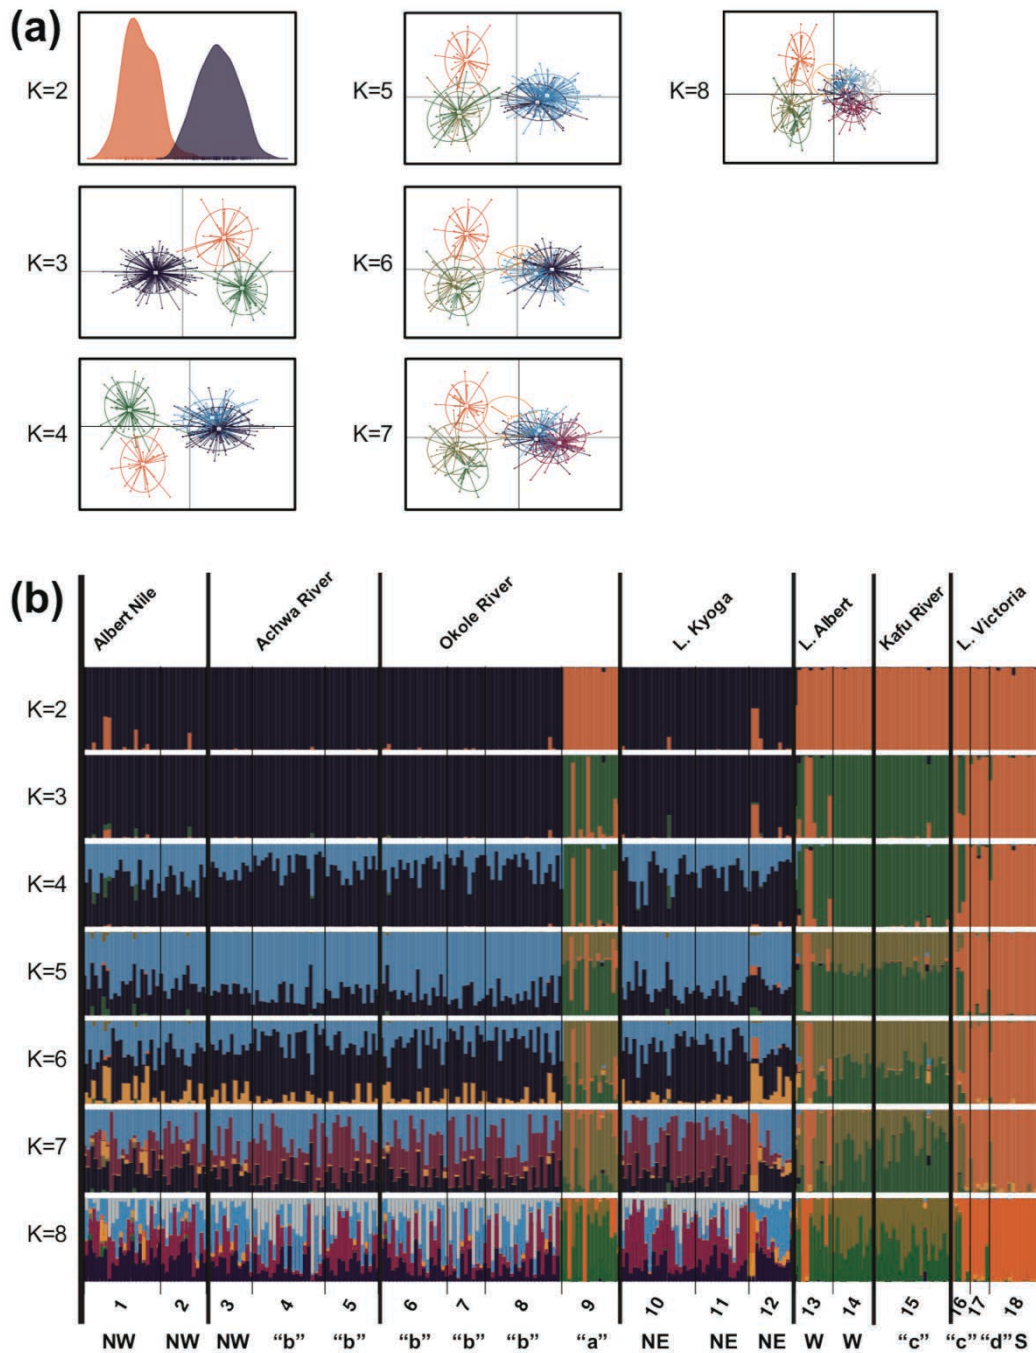 (a)
K=2
K=5
K=8
K=3
K=6
K=4
K=7
(b)
Albert Nile
Achwa River
Okole River
L. Kyoga
L. Albert
Kafu River
L. Victoria
K=2
K=3
K=4
K=5
K=6
K=7
K=8
1 2 3 4 5 6 7 8 9 10 11 12 13 14 15 16 17 18
NW NW NW “b” “b” “b” “b” “b” “a” NE NE NE W W “c” “c” “d” S